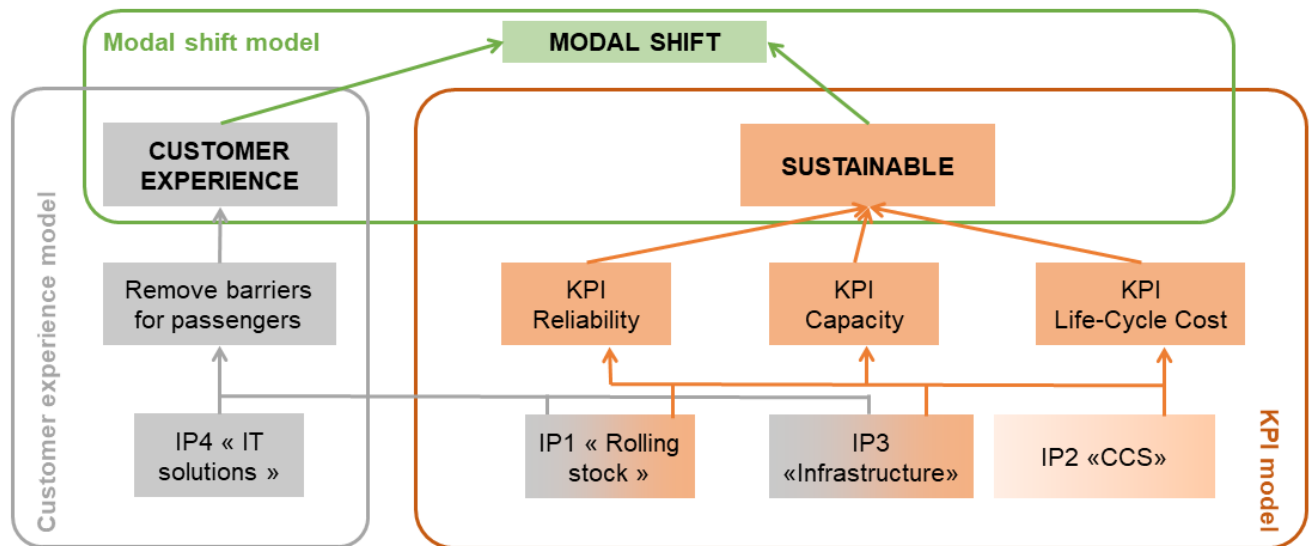 Modal shift model
MODAL SHIFT
Customer experience model
CUSTOMER
EXPERIENCE
SUSTAINABLE
Remove barriers
for passengers
KPI
Reliability
KPI
Capacity
KPI
Life-Cycle Cost
IP4 « IT
solutions »
IP1 « Rolling
stock »
IP3
«Infrastructure»
IP2 «CCS»
KPI model